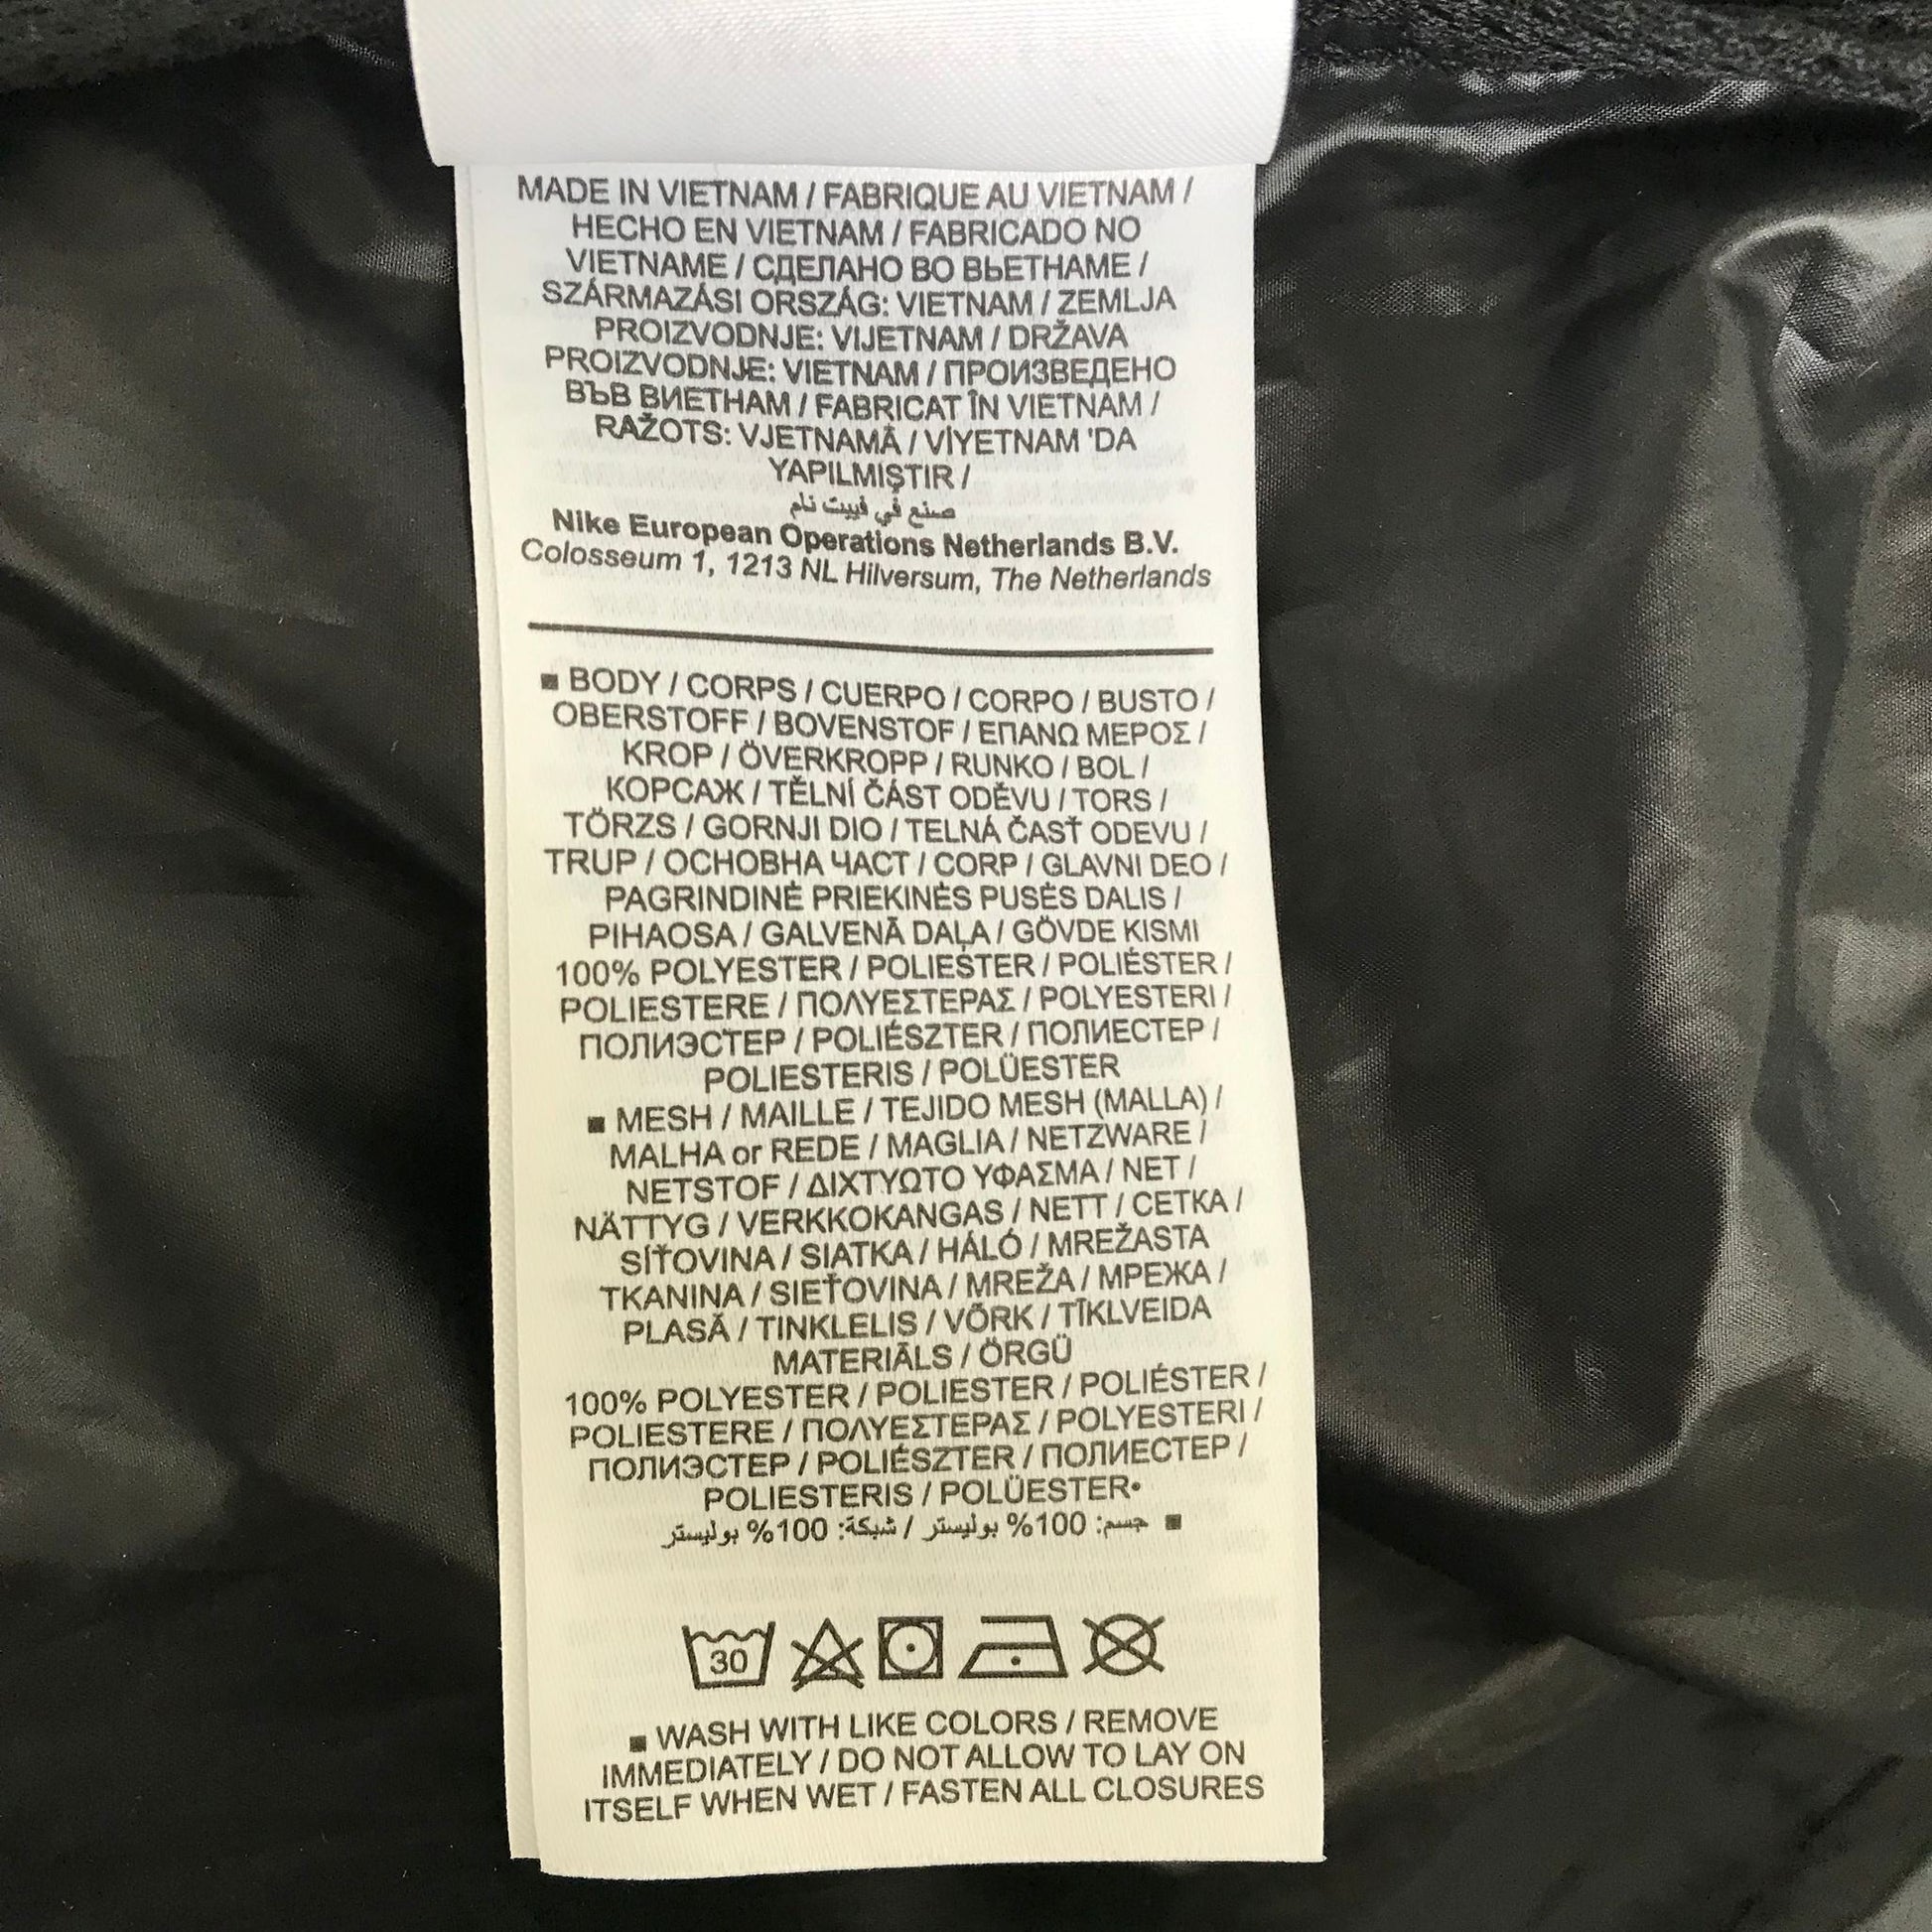 MADE IN VIETNAM / FABRIQUE AU VIETNAM /
HECHO EN VIETNAM / FABRICADO NO
VIETNAME / СДЕЛАНО ВО ВЬЕТНАМЕ /
SZÁRMAZÁSI ORSZÁG: VIETNAM / ZEMLJA
PROIZVODNJE: VIJETNAM / DRŽAVA
PROIZVODNJE: VIETNAM / ПРОИЗВЕДЕНО
ВЪВ ВИЕТНАМ / FABRICAT ÎN VIETNAM /
RAŽOTS: VJETNAMĀ / VİYETNAM 'DA
YAPILMIŞTIR /
صنع في فييت نام
Nike European Operations Netherlands B.V.
Colosseum 1, 1213 NL Hilversum, The Netherlands
▪ BODY / CORPS / CUERPO / CORPO / BUSTO /
OBERSTOFF / BOVENSTOF / ΕΠΑΝΩ ΜΕΡΟΣ /
KROP / ÖVERKROPP / RUNKO / BOL /
КОРСАЖ / TĚLNÍ ČÁST ODĚVU / TORS /
TÖRZS / GORNJI DIO / TELNÁ ČASŤ ODEVU /
TRUP / ОСНОВНА ЧАСТ / CORP / GLAVNI DEO /
PAGRINDINĖ PRIEKINĖS PUSĖS DALIS /
PIHAOSA / GALVENĀ DAĻA / GÖVDE KISMI
100% POLYESTER / POLIESTER / POLIÉSTER /
POLIESTERE / ΠΟΛΥΕΣΤΕΡΑΣ / POLYESTERI /
ПОЛИЭСТЕР / POLIÉSZTER / ПОЛИЕСТЕР /
POLIESTERIS / POLÜESTER
▪ MESH / MAILLE / TEJIDO MESH (MALLA) /
MALHA or REDE / MAGLIA / NETZWARE /
NETSTOF / ΔΙΧΤΥΩΤΟ ΥΦΑΣΜΑ / NET /
NÄTTYG / VERKKOKANGAS / NETT / СЕТКА /
SÍŤOVINA / SIATKA / HÁLÓ / MREŽASTA
TKANINA / SIEŤOVINA / MREŽA / МРЕЖА /
PLASĂ / TINKLELIS / VÕRK / TĪKLVEIDA
MATERIĀLS / ÖRGÜ
100% POLYESTER / POLIESTER / POLIÉSTER /
POLIESTERE / ΠΟΛΥΕΣΤΕΡΑΣ / POLYESTERI /
ПОЛИЭСТЕР / POLIÉSZTER / ПОЛИЕСТЕР /
POLIESTERIS / POLÜESTER•
▪ جسم: 100% بوليستر / شبكة: 100% بوليستر
30
▪ WASH WITH LIKE COLORS / REMOVE
IMMEDIATELY / DO NOT ALLOW TO LAY ON
ITSELF WHEN WET / FASTEN ALL CLOSURES